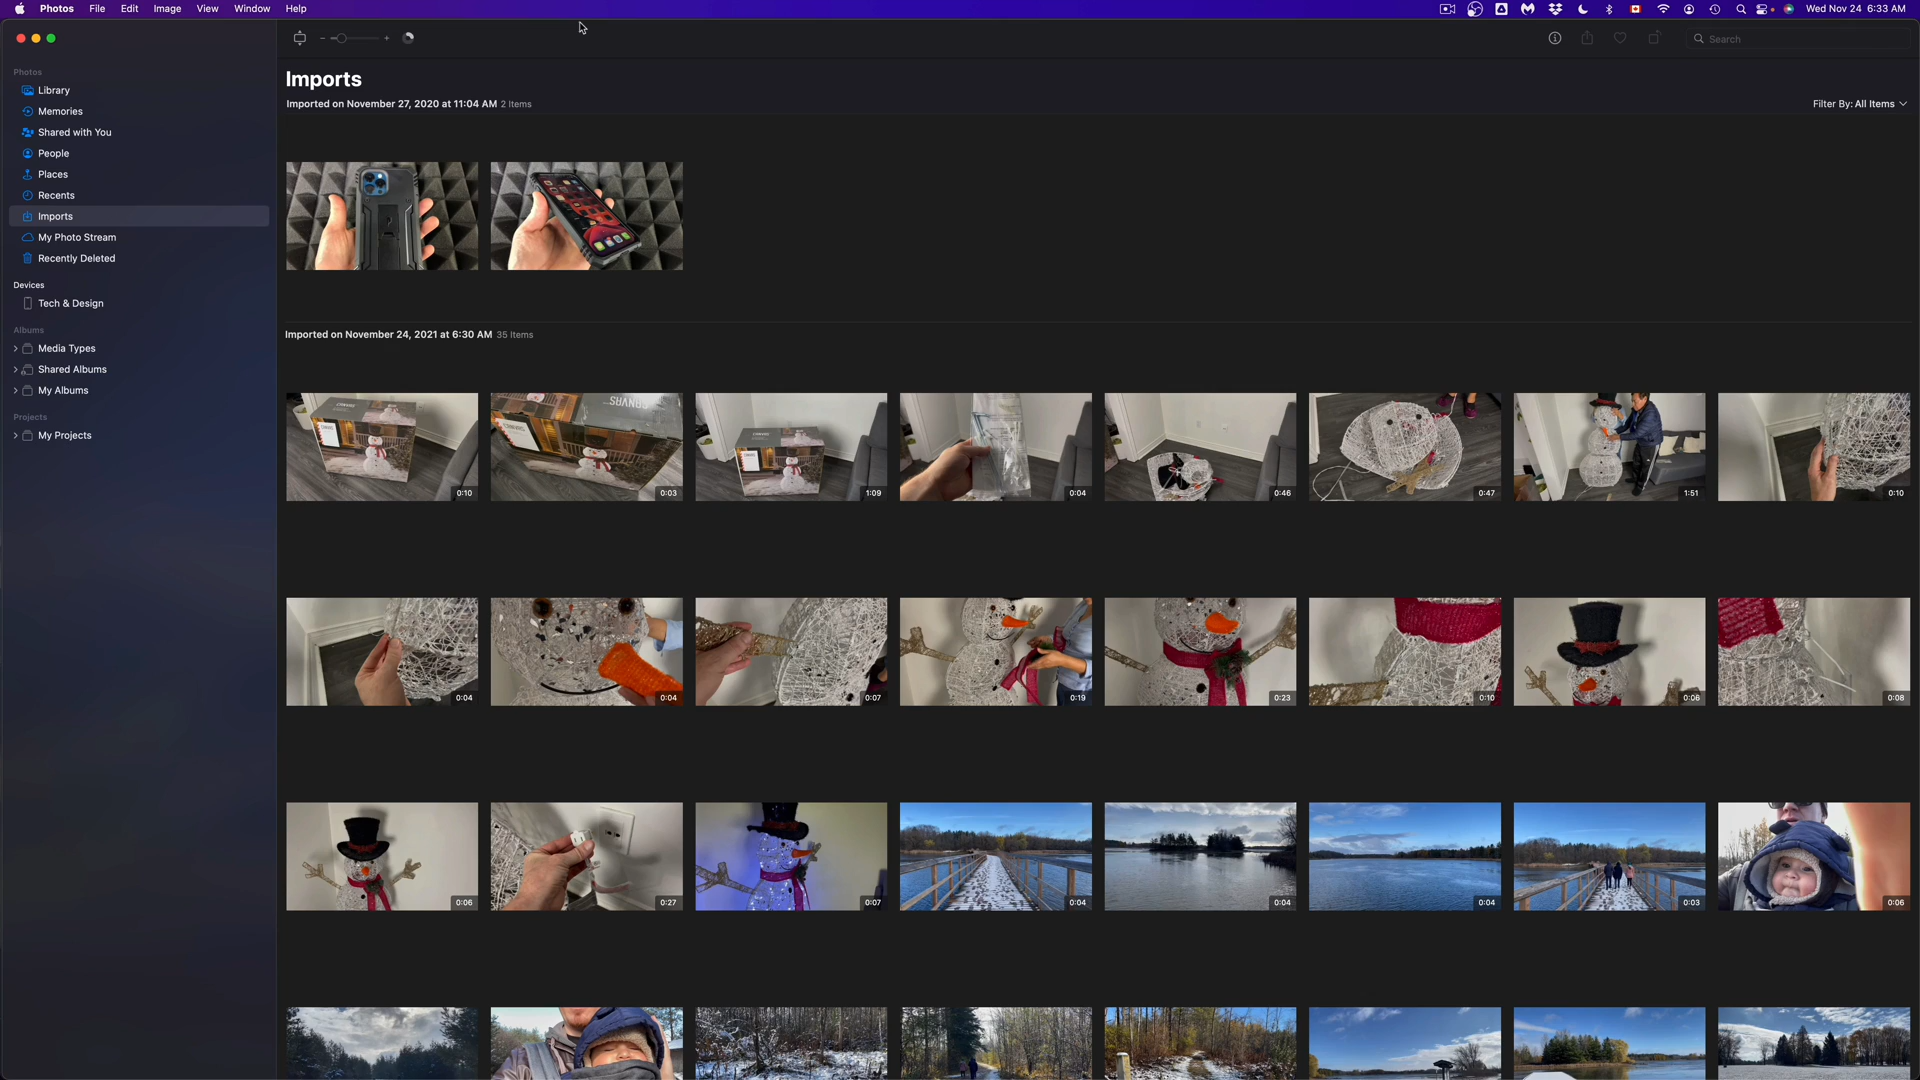 Photos File Edit Image View Window Help Wed Nov 24 6:33 AM
Search
Photos
Library
Memories
Shared with You
People
Places
Recents
Imports
My Photo Stream
Recently Deleted
Devices
Tech & Design
Albums
Media Types
Shared Albums
My Albums
Projects
My Projects
Imports
Imported on November 27, 2020 at 11:04 AM 2 Items
Filter By: All Items
Imported on November 24, 2021 at 6:30 AM 35 Items
CANVAS
CANVAS
CANVAS
0:10 0:03 1:09 0:04 0:46 0:47 1:51 0:10
0:04 0:04 0:07 0:19 0:23 0:10 0:06 0:08
0:06 0:27 0:07 0:04 0:04 0:04 0:03 0:06